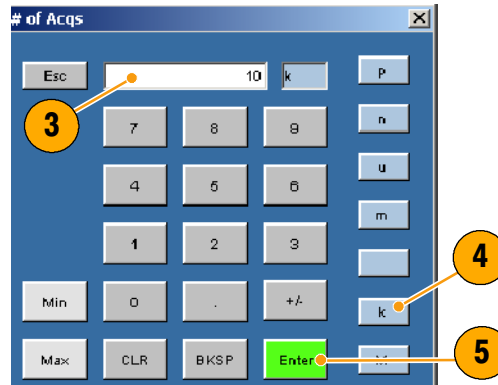 # of Acqs
Esc 10 k P
3 7 8 9 n
4 5 6 u
m
1 2 3 4
Min 0 . +/- k
5
Max CLR BKSP Enter M